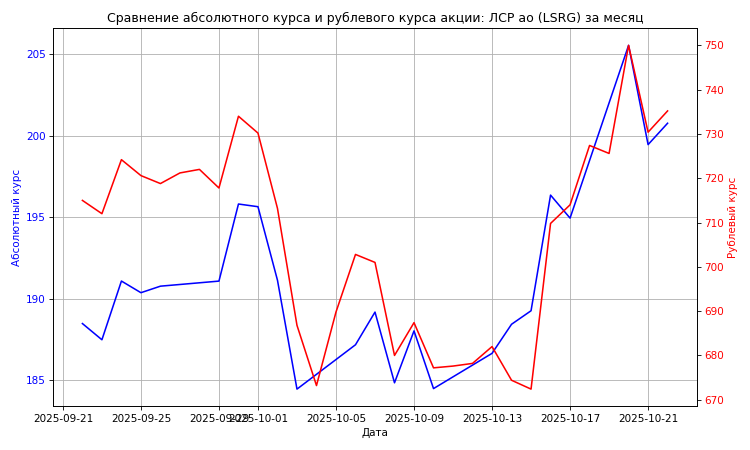 Сравнение абсолютного курса и рублевого курса акции: ЛСР ао (LSRG) за месяц
205
200
195
190
185
Абсолютный курс
750
740
730
720
710
700
690
680
670
Рублевый курс
2025-09-21 2025-09-25 2025-09-29 2025-10-01 2025-10-05 2025-10-09 2025-10-13 2025-10-17 2025-10-21
Дата